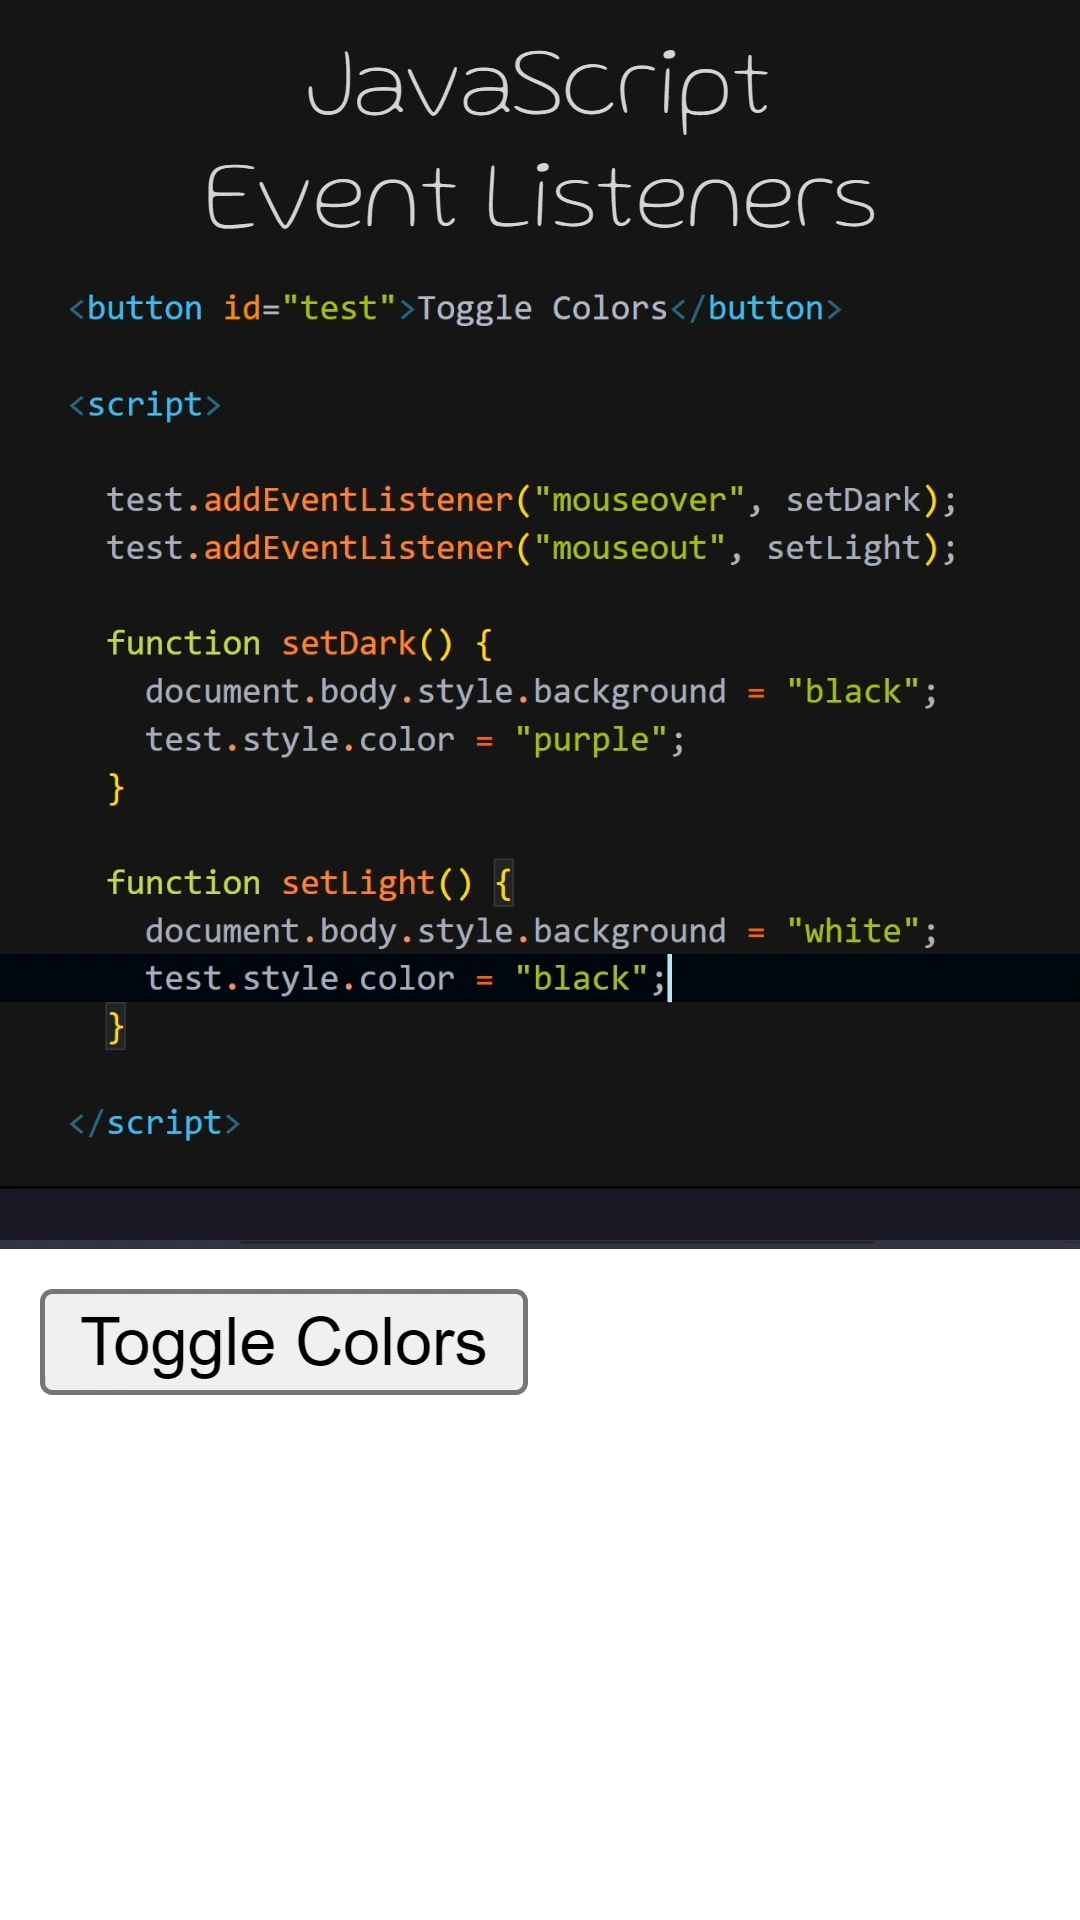 JavaScript
Event Listeners
<button id="test">Toggle Colors</button>
<script>
test.addEventListener("mouseover", setDark);
test.addEventListener("mouseout", setLight);
function setDark() {
document.body.style.background = "black";
test.style.color = "purple";
}
function setLight() {
document.body.style.background = "white";
test.style.color = "black";
}
</script>
Toggle Colors